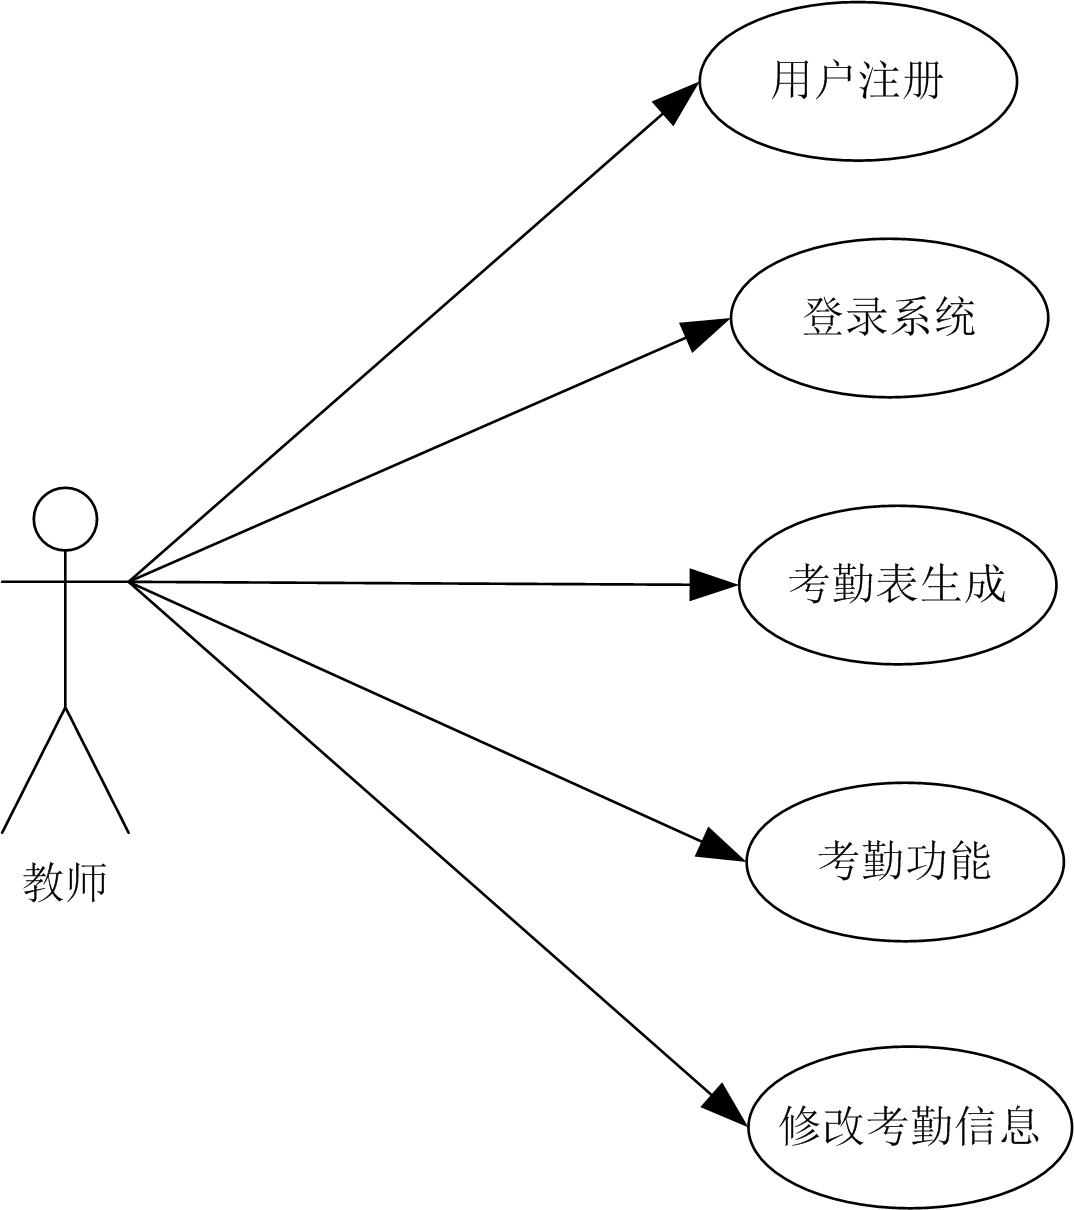 用户注册
登录系统
考勤表生成
考勤功能
教师
修改考勤信息